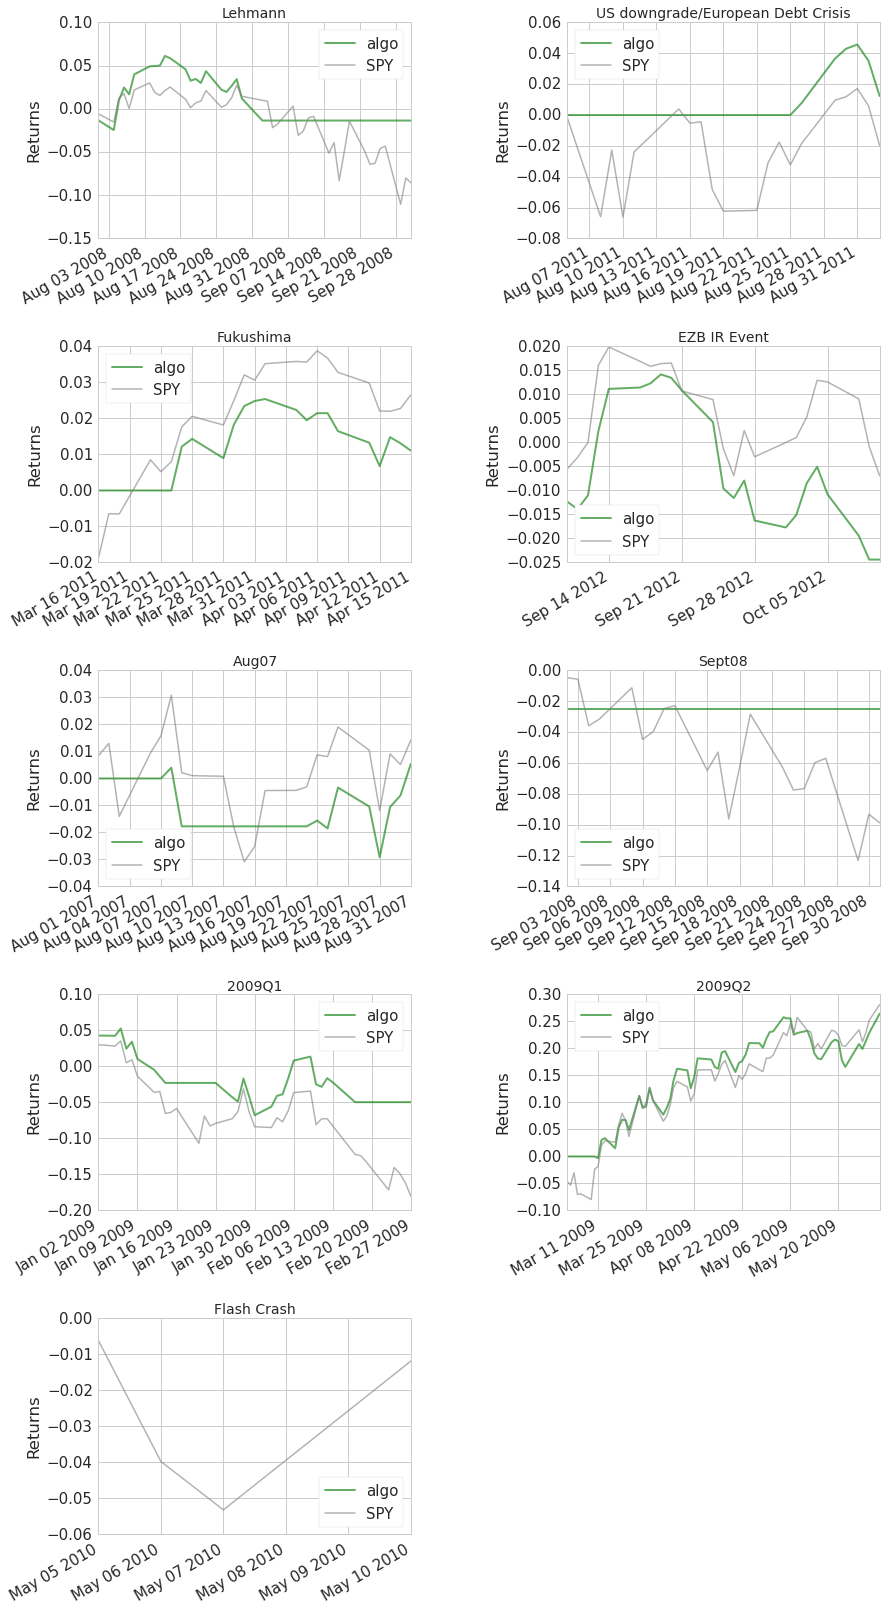 Lehmann
0.10
0.05
0.00
−0.05
−0.10
−0.15
Returns
algo
SPY
Aug 03 2008
Aug 10 2008
Aug 17 2008
Aug 24 2008
Aug 31 2008
Sep 07 2008
Sep 14 2008
Sep 21 2008
Sep 28 2008
US downgrade/European Debt Crisis
0.06
0.04
0.02
0.00
−0.02
−0.04
−0.06
−0.08
Returns
algo
SPY
Aug 07 2011
Aug 10 2011
Aug 13 2011
Aug 16 2011
Aug 19 2011
Aug 22 2011
Aug 25 2011
Aug 28 2011
Aug 31 2011
Fukushima
0.04
0.03
0.02
0.01
0.00
−0.01
−0.02
Returns
algo
SPY
Mar 16 2011
Mar 19 2011
Mar 22 2011
Mar 25 2011
Mar 28 2011
Mar 31 2011
Apr 03 2011
Apr 06 2011
Apr 09 2011
Apr 12 2011
Apr 15 2011
EZB IR Event
0.020
0.015
0.010
0.005
0.000
−0.005
−0.010
−0.015
−0.020
−0.025
Returns
algo
SPY
Sep 14 2012
Sep 21 2012
Sep 28 2012
Oct 05 2012
Aug07
0.04
0.03
0.02
0.01
0.00
−0.01
−0.02
−0.03
−0.04
Returns
algo
SPY
Aug 01 2007
Aug 04 2007
Aug 07 2007
Aug 10 2007
Aug 13 2007
Aug 16 2007
Aug 19 2007
Aug 22 2007
Aug 25 2007
Aug 28 2007
Aug 31 2007
Sept08
0.00
−0.02
−0.04
−0.06
−0.08
−0.10
−0.12
−0.14
Returns
algo
SPY
Sep 03 2008
Sep 06 2008
Sep 09 2008
Sep 12 2008
Sep 15 2008
Sep 18 2008
Sep 21 2008
Sep 24 2008
Sep 27 2008
Sep 30 2008
2009Q1
0.10
0.05
0.00
−0.05
−0.10
−0.15
−0.20
Returns
algo
SPY
Jan 02 2009
Jan 09 2009
Jan 16 2009
Jan 23 2009
Jan 30 2009
Feb 06 2009
Feb 13 2009
Feb 20 2009
Feb 27 2009
2009Q2
0.30
0.25
0.20
0.15
0.10
0.05
0.00
−0.05
−0.10
Returns
algo
SPY
Mar 11 2009
Mar 25 2009
Apr 08 2009
Apr 22 2009
May 06 2009
May 20 2009
Flash Crash
0.00
−0.01
−0.02
−0.03
−0.04
−0.05
−0.06
Returns
algo
SPY
May 05 2010
May 06 2010
May 07 2010
May 08 2010
May 09 2010
May 10 2010